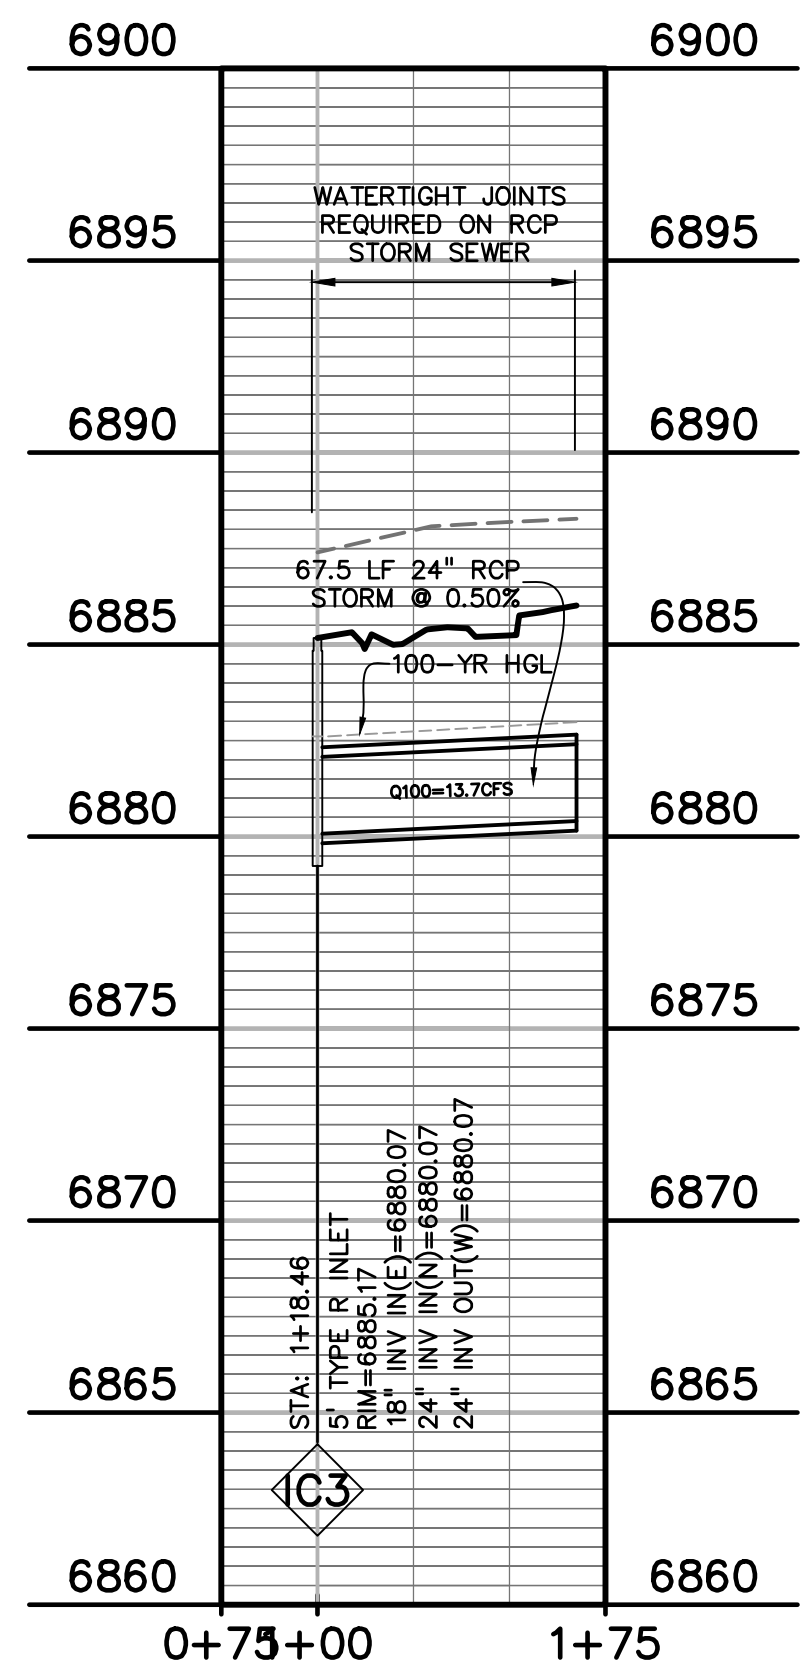 6900 6900
WATERTIGHT JOINTS
REQUIRED ON RCP
STORM SEWER
6895 6895
6890 6890
67.5 LF 24" RCP
STORM @ 0.50%
6885 6885
100-YR HGL
Q100=13.7CFS
6880 6880
6875 6875
6870 6870
STA: 1+18.46
5' TYPE R INLET
RIM=6885.17
18" INV IN(E)=6880.07
24" INV IN(N)=6880.07
24" INV OUT(W)=6880.07
6865 6865
IC3
6860 6860
0+75 1+00 1+75